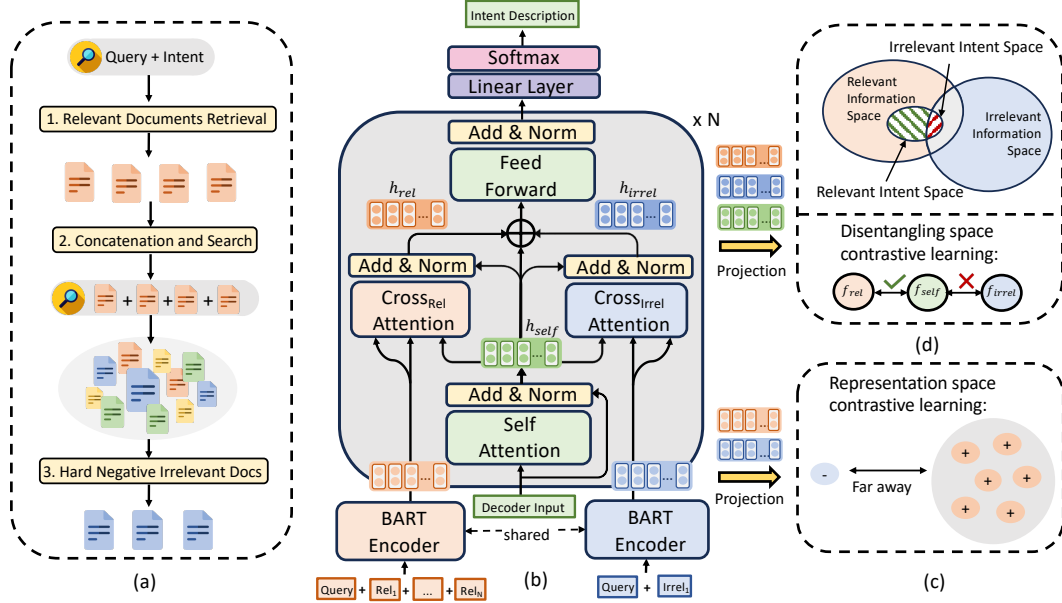 Query + Intent
1. Relevant Documents Retrieval
2. Concatenation and Search
+ + +
3. Hard Negative Irrelevant Docs
(a)
Intent Description
Softmax
Linear Layer
x N
Add & Norm
Feed
Forward
h_rel
h_irrel
...
...
Add & Norm
Add & Norm
Cross_Rel
Attention
Cross_Irrel
Attention
h_self
...
Add & Norm
Self
Attention
...
...
Decoder Input
BART
Encoder
shared
BART
Encoder
Query + Rel_1 + ... + Rel_N
(b)
Query + Irrel_1
...
...
...
Projection
...
...
Projection
Irrelevant Intent Space
Relevant
Information
Space
Irrelevant
Information
Space
Relevant Intent Space
Disentangling space
contrastive learning:
f_rel
f_self
f_irrel
(d)
Representation space
contrastive learning:
-
Far away
+
+
+
+
+
+
(c)